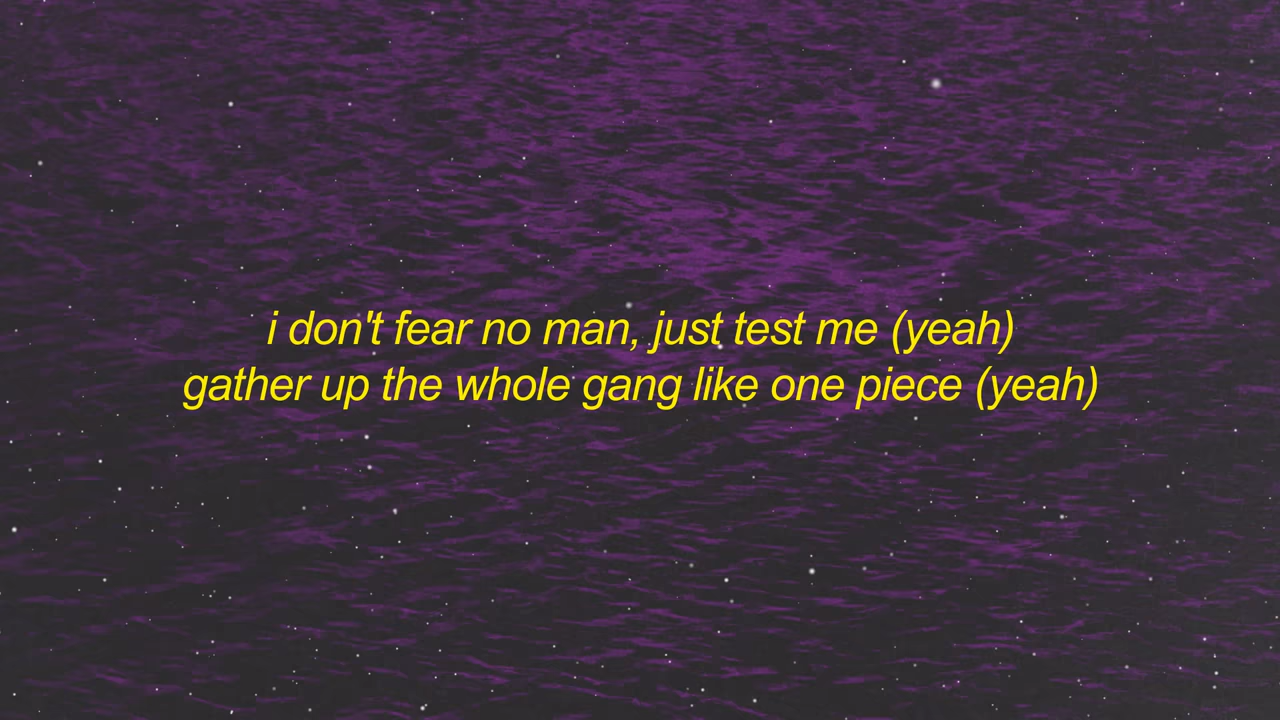 i don't fear no man, just test me (yeah)
gather up the whole gang like one piece (yeah)